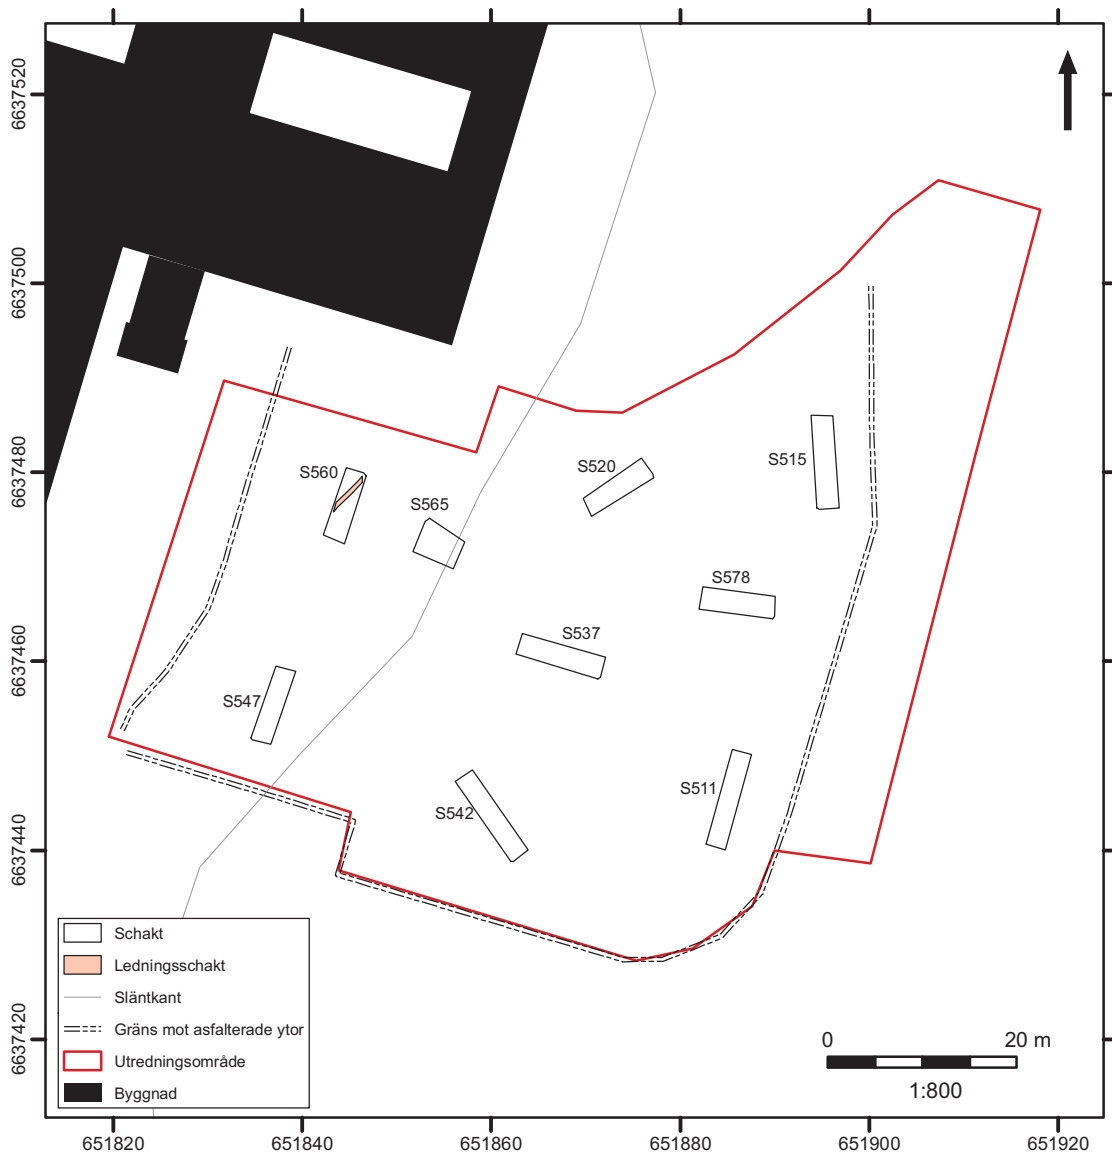 6637520
6637500
6637480
6637460
6637440
6637420
S560
S565
S520
S515
S578
S537
S547
S542
S511
Schakt
Ledningsschakt
Släntkant
Gräns mot asfalterade ytor
Utredningsområde
Byggnad
0 20 m
1:800
651820 651840 651860 651880 651900 651920